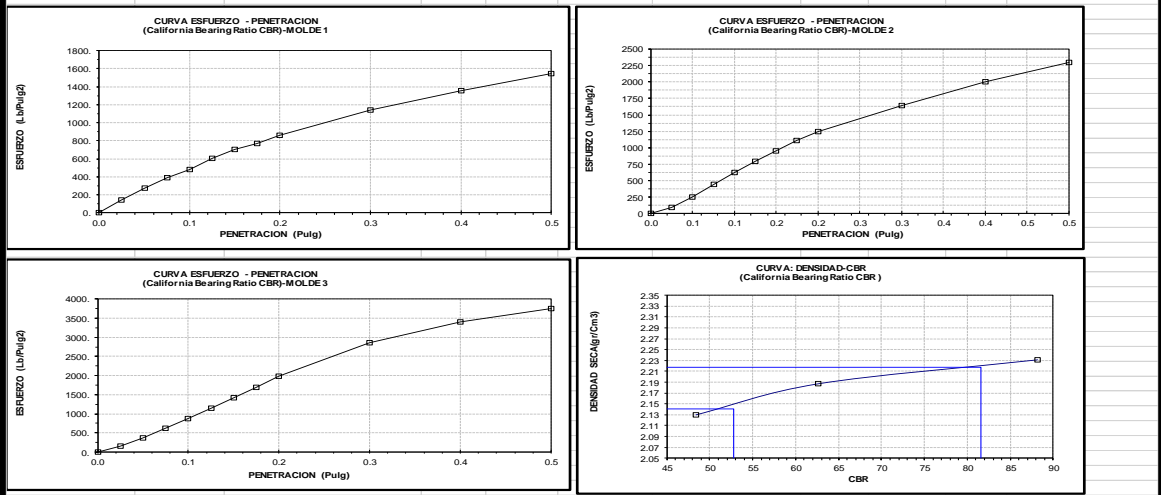 CURVA ESFUERZO - PENETRACION
(California Bearing Ratio CBR)-MOLDE 1
ESFUERZO (Lb/Pulg2)
1800.
1600.
1400.
1200.
1000.
800.
600.
400.
200.
0.
0.0 0.1 0.2 0.3 0.4 0.5
PENETRACION (Pulg)
CURVA ESFUERZO - PENETRACION
(California Bearing Ratio CBR)-MOLDE 2
ESFUERZO (Lb/Pulg2)
2500
2250
2000
1750
1500
1250
1000
750
500
250
0
0.0 0.1 0.1 0.2 0.2 0.3 0.4 0.5 0.5
PENETRACION (Pulg)
CURVA ESFUERZO - PENETRACION
(California Bearing Ratio CBR)-MOLDE 3
ESFUERZO (Lb/Pulg2)
4000.
3500.
3000.
2500.
2000.
1500.
1000.
500.
0.
0.0 0.1 0.2 0.3 0.4 0.5
PENETRACION (Pulg)
CURVA: DENSIDAD-CBR
(California Bearing Ratio CBR )
DENSIDAD SECA(gr/Cm3)
2.35
2.33
2.31
2.29
2.27
2.25
2.23
2.21
2.19
2.17
2.15
2.13
2.11
2.09
2.07
2.05
45 50 55 60 65 70 75 80 85 90
CBR